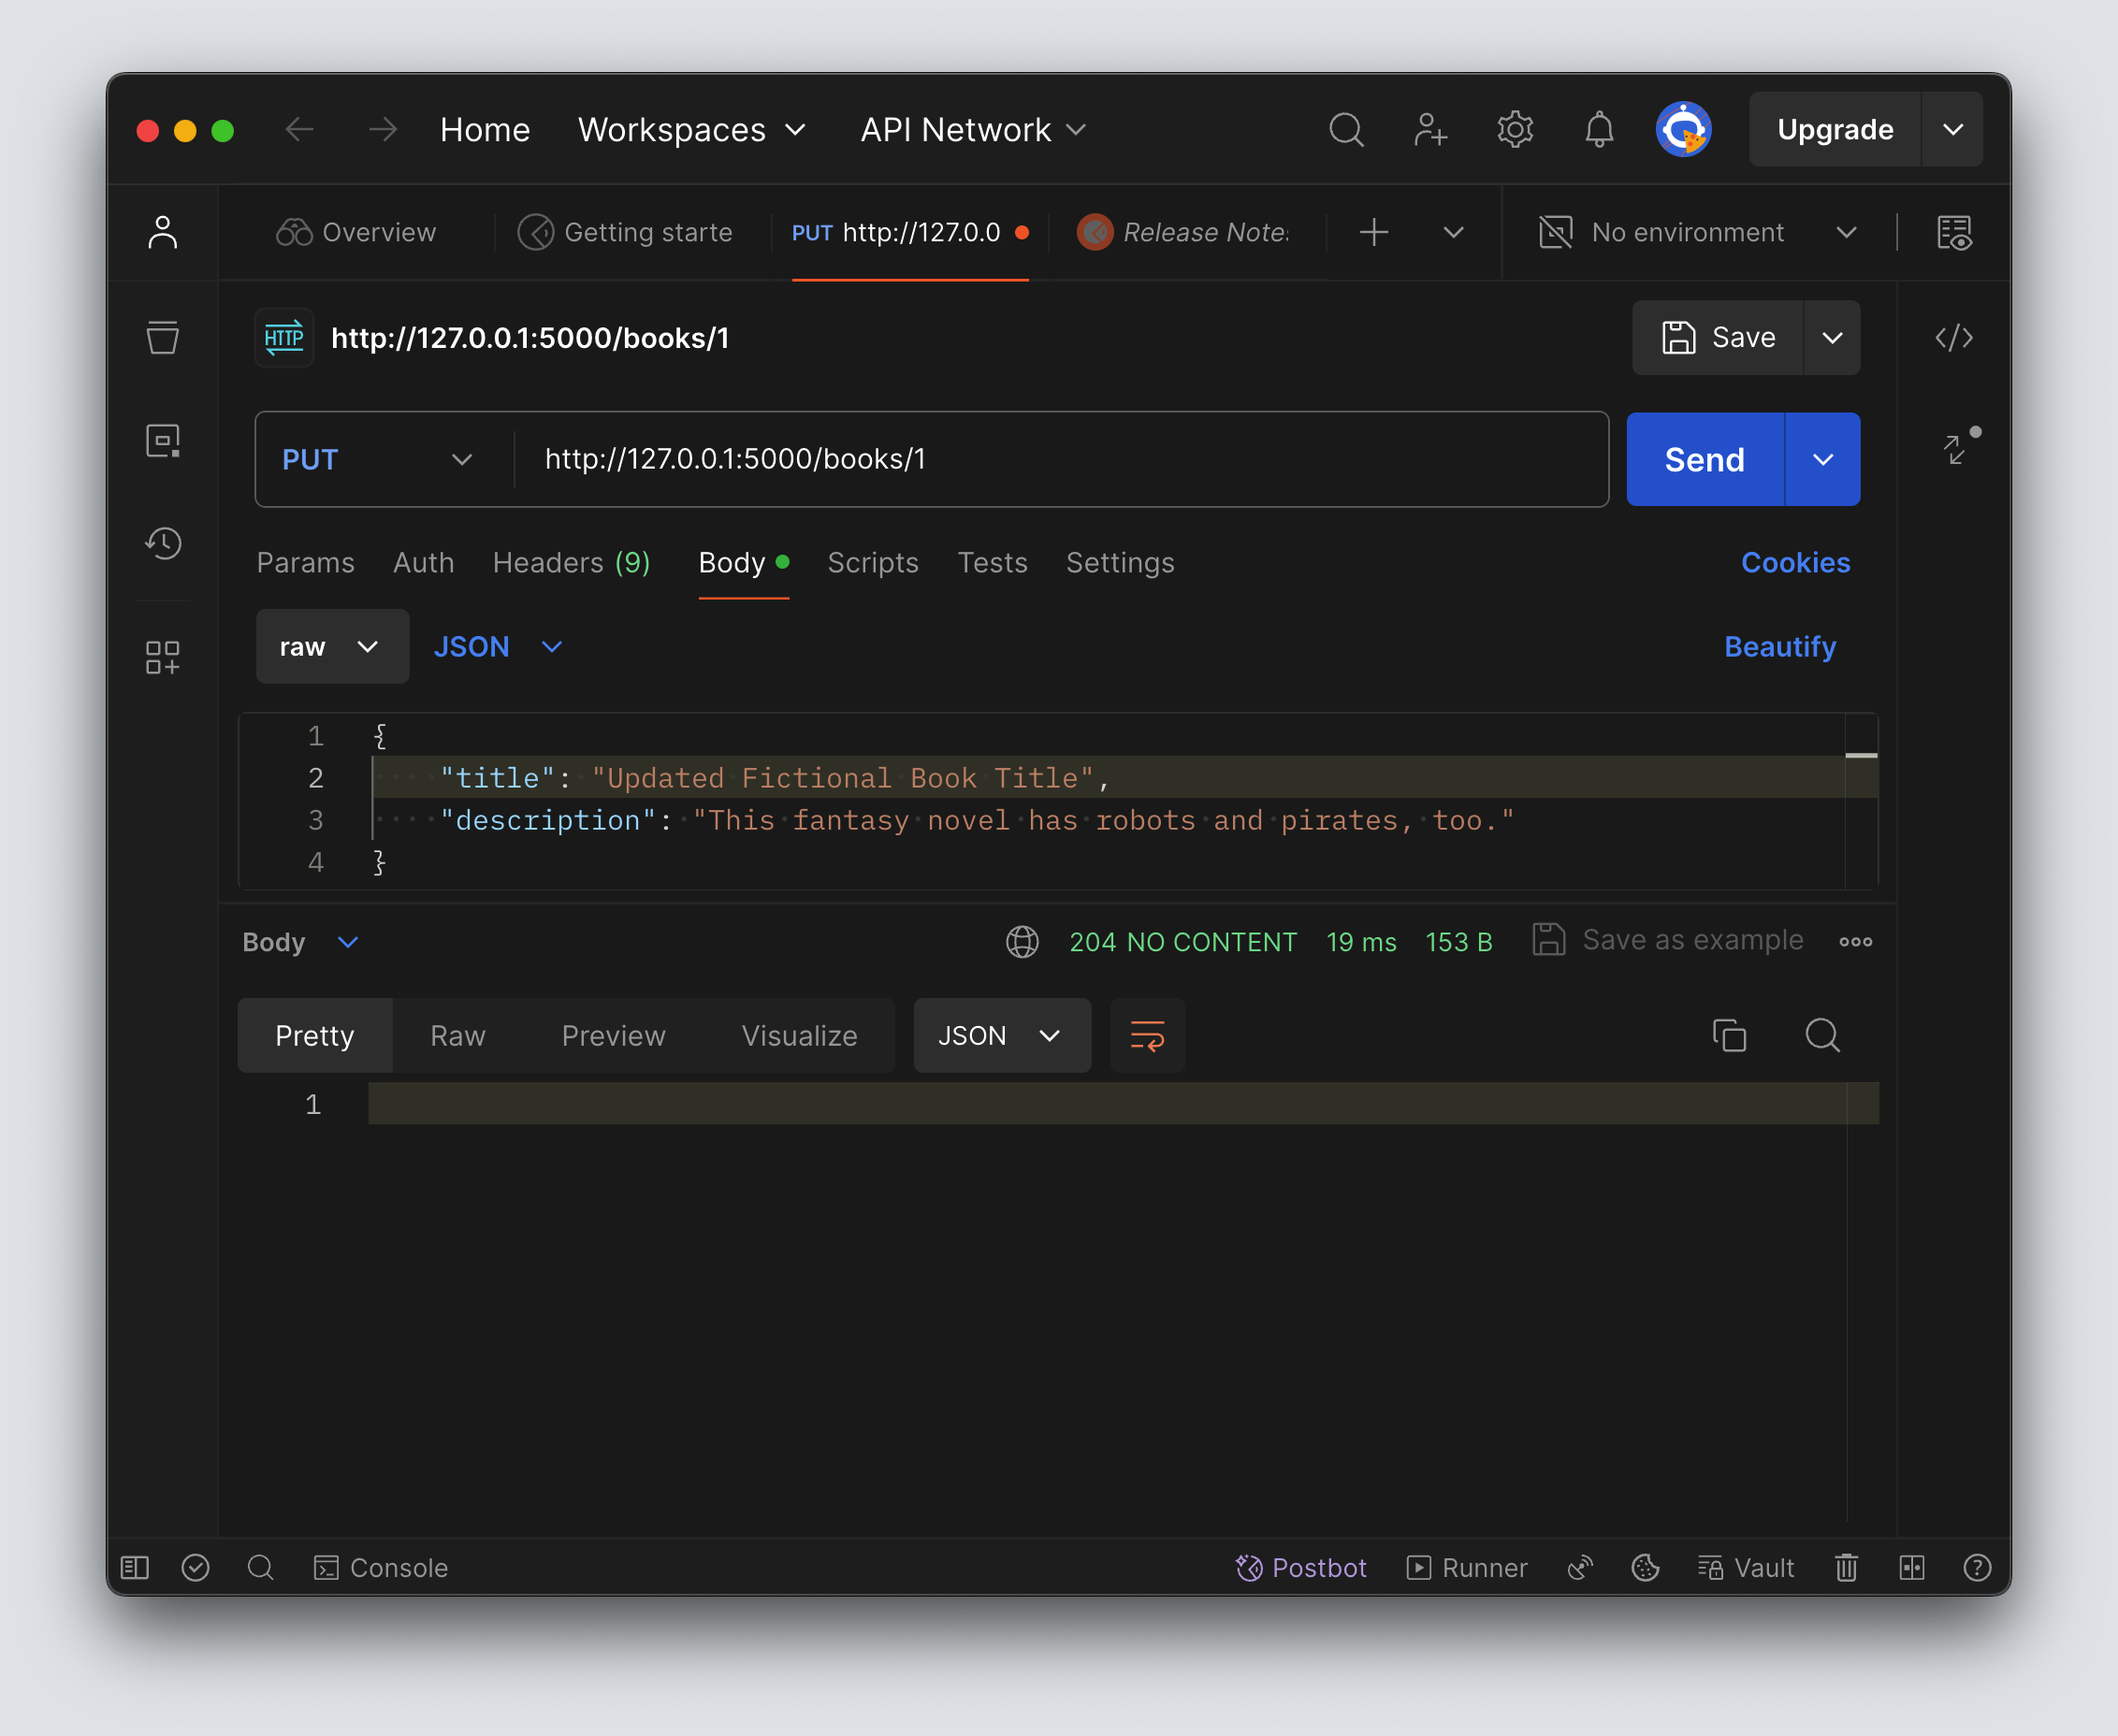 Home Workspaces API Network Upgrade
Overview Getting starte PUT http://127.0.0 Release Note No environment
HTTP http://127.0.0.1:5000/books/1 Save
PUT http://127.0.0.1:5000/books/1 Send
Params Auth Headers (9) Body Scripts Tests Settings Cookies
raw JSON Beautify
1 {
2 "title": "Updated Fictional Book Title",
3 "description": "This fantasy novel has robots and pirates, too."
4 }
Body 204 NO CONTENT 19 ms 153 B Save as example
Pretty Raw Preview Visualize JSON
1
Console Postbot Runner Vault